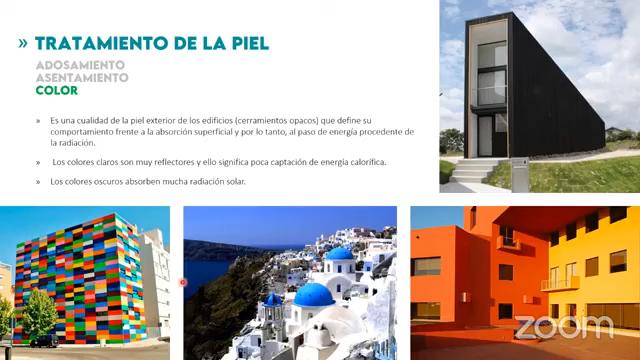 » TRATAMIENTO DE LA PIEL
ADOSAMIENTO
ASENTAMIENTO
COLOR
» Es una cualidad de la piel exterior de los edificios (cerramientos opacos) que define su
comportamiento frente a la absorción superficial y por lo tanto, al paso de energía procedente de
la radiación.
» Los colores claros son muy reflectores y ello significa poca captación de energía calorífica.
» Los colores oscuros absorben mucha radiación solar.
zoom